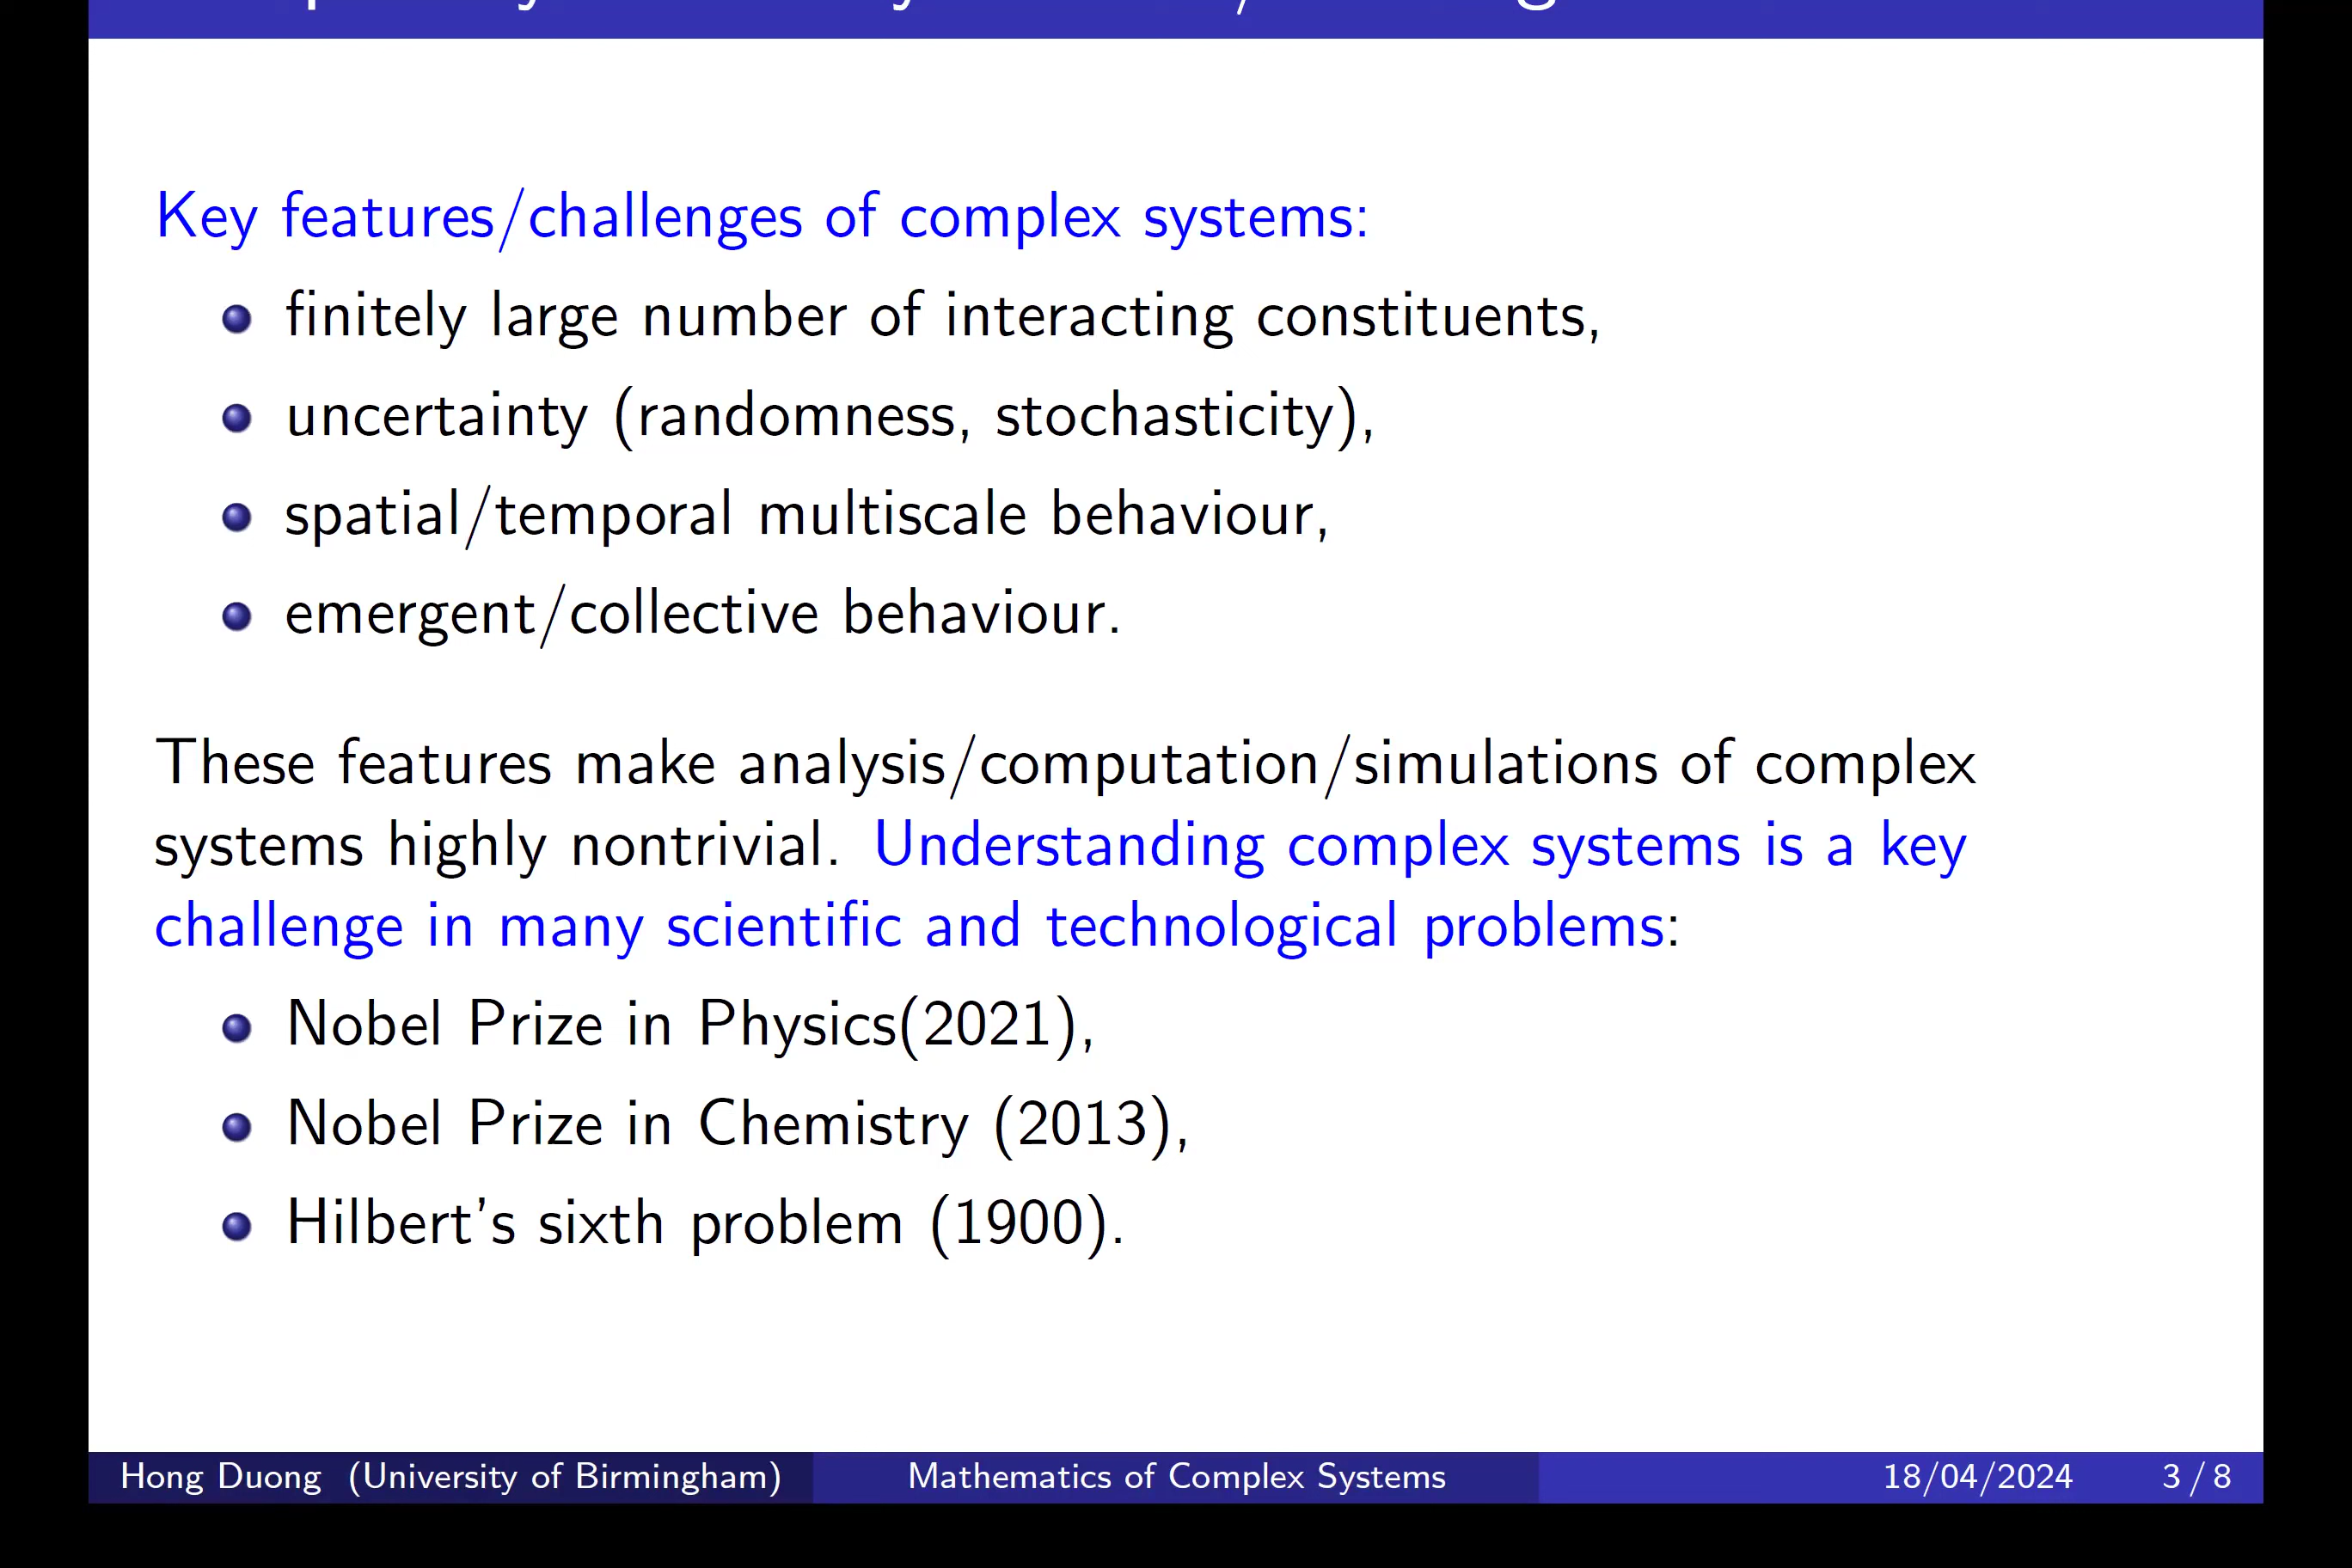 Key features/challenges of complex systems:
finitely large number of interacting constituents,
uncertainty (randomness, stochasticity),
spatial/temporal multiscale behaviour,
emergent/collective behaviour.
These features make analysis/computation/simulations of complex
systems highly nontrivial. Understanding complex systems is a key
challenge in many scientific and technological problems:
Nobel Prize in Physics(2021),
Nobel Prize in Chemistry (2013),
Hilbert's sixth problem (1900).
Hong Duong (University of Birmingham) Mathematics of Complex Systems 18/04/2024 3 / 8